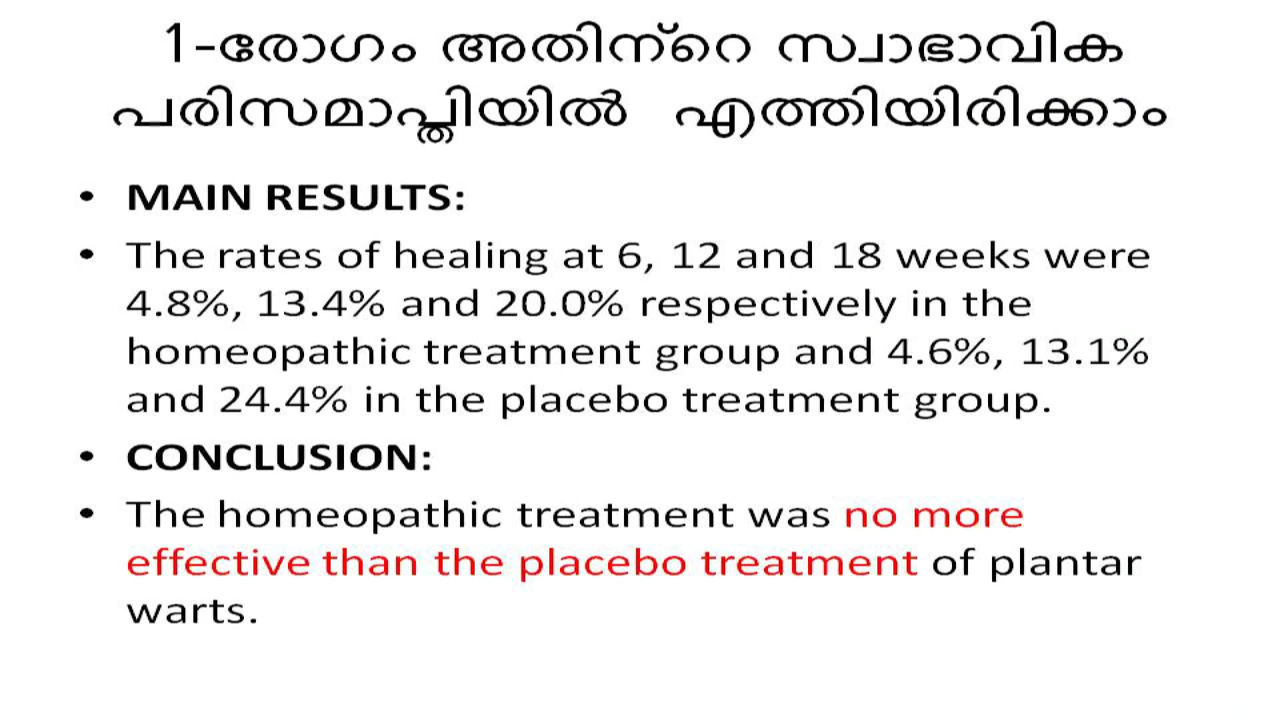 1-രോഗം അതിന്റെ സ്വാഭാവിക
പരിസമാപ്തിയിൽ എത്തിയിരിക്കാം
• MAIN RESULTS:
• The rates of healing at 6, 12 and 18 weeks were
4.8%, 13.4% and 20.0% respectively in the
homeopathic treatment group and 4.6%, 13.1%
and 24.4% in the placebo treatment group.
• CONCLUSION:
• The homeopathic treatment was no more
effective than the placebo treatment of plantar
warts.